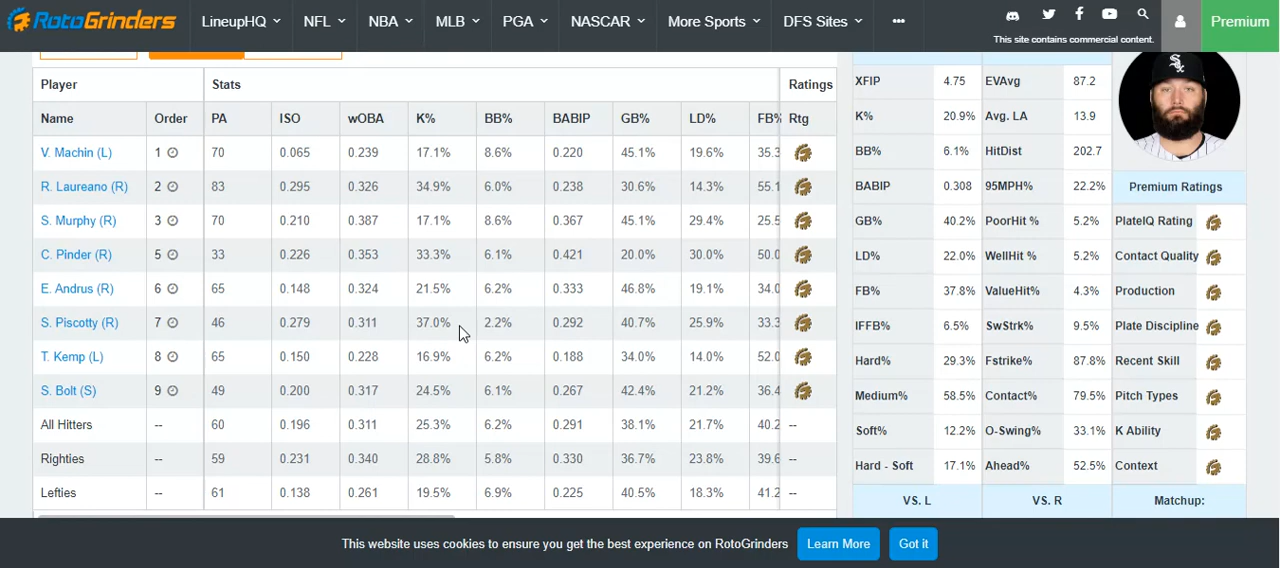 RotoGrinders LineupHQ NFL NBA MLB PGA NASCAR More Sports DFS Sites ••• Premium
This site contains commercial content.
Player Stats Ratings
Name Order PA ISO wOBA K% BB% BABIP GB% LD% FB% Rtg
V. Machin (L) 1 70 0.065 0.239 17.1% 8.6% 0.220 45.1% 19.6% 35.3
R. Laureano (R) 2 83 0.295 0.326 34.9% 6.0% 0.238 30.6% 14.3% 55.1
S. Murphy (R) 3 70 0.210 0.387 17.1% 8.6% 0.367 45.1% 29.4% 25.5
C. Pinder (R) 5 33 0.226 0.353 33.3% 6.1% 0.421 20.0% 30.0% 50.0
E. Andrus (R) 6 65 0.148 0.324 21.5% 6.2% 0.333 46.8% 19.1% 34.0
S. Piscotty (R) 7 46 0.279 0.311 37.0% 2.2% 0.292 40.7% 25.9% 33.3
T. Kemp (L) 8 65 0.150 0.228 16.9% 6.2% 0.188 34.0% 14.0% 52.0
S. Bolt (S) 9 49 0.200 0.317 24.5% 6.1% 0.267 42.4% 21.2% 36.4
All Hitters -- 60 0.196 0.311 25.3% 6.2% 0.291 38.1% 21.7% 40.2 --
Righties -- 59 0.231 0.340 28.8% 5.8% 0.330 36.7% 23.8% 39.6 --
Lefties -- 61 0.138 0.261 19.5% 6.9% 0.225 40.5% 18.3% 41.2 --
XFIP 4.75 EVAvg 87.2
K% 20.9% Avg. LA 13.9
BB% 6.1% HitDist 202.7
BABIP 0.308 95MPH% 22.2% Premium Ratings
GB% 40.2% PoorHit % 5.2% PlateIQ Rating
LD% 22.0% WellHit % 5.2% Contact Quality
FB% 37.8% ValueHit% 4.3% Production
IFFB% 6.5% SwStrk% 9.5% Plate Discipline
Hard% 29.3% Fstrike% 87.8% Recent Skill
Medium% 58.5% Contact% 79.5% Pitch Types
Soft% 12.2% O-Swing% 33.1% K Ability
Hard - Soft 17.1% Ahead% 52.5% Context
VS. L VS. R Matchup:
This website uses cookies to ensure you get the best experience on RotoGrinders Learn More Got it